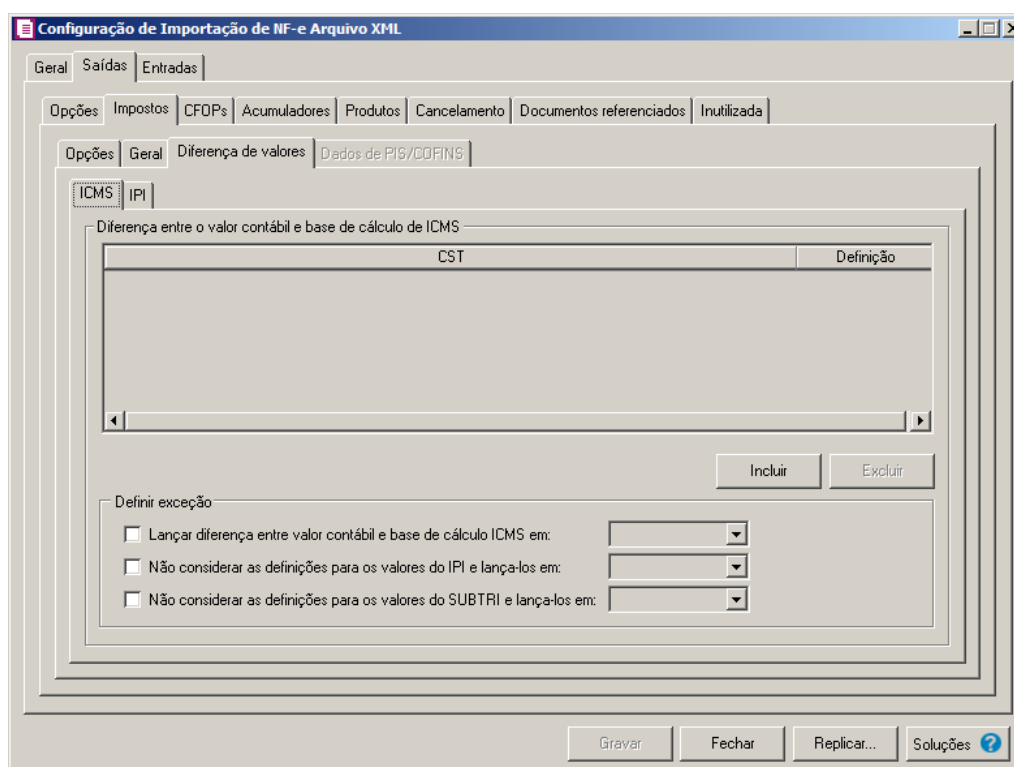 Configuração de Importação de NF-e Arquivo XML
Geral Saídas Entradas
Opções Impostos CFOPs Acumuladores Produtos Cancelamento Documentos referenciados Inutilizada
Opções Geral Diferença de valores Dados de PIS/COFINS
ICMS IPI
Diferença entre o valor contábil e base de cálculo de ICMS
CST Definição
Incluir Excluir
Definir exceção
Lançar diferença entre valor contábil e base de cálculo ICMS em:
Não considerar as definições para os valores do IPI e lança-los em:
Não considerar as definições para os valores do SUBTRI e lança-los em:
Gravar Fechar Replicar... Soluções ?